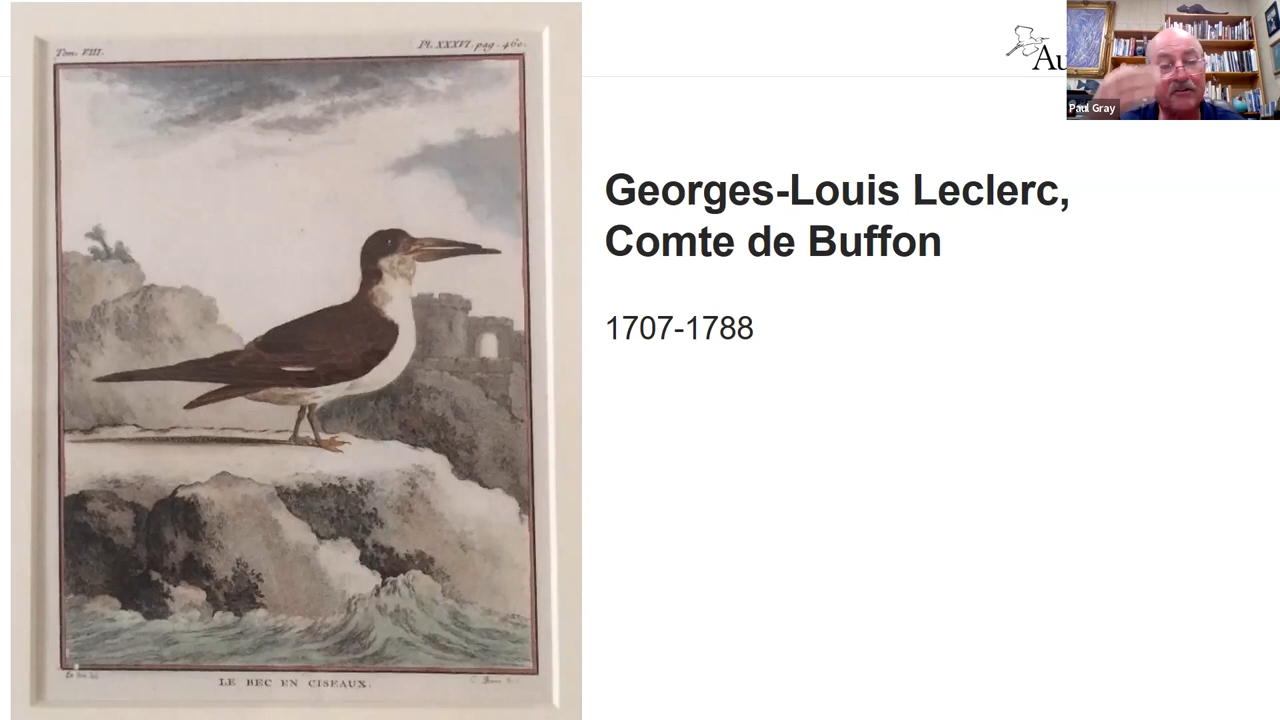 Tom. VIII.
Pl. XXXVI. pag. 460.
Georges-Louis Leclerc,
Comte de Buffon
1707-1788
LE BEC EN CISEAUX.
Paul Gray